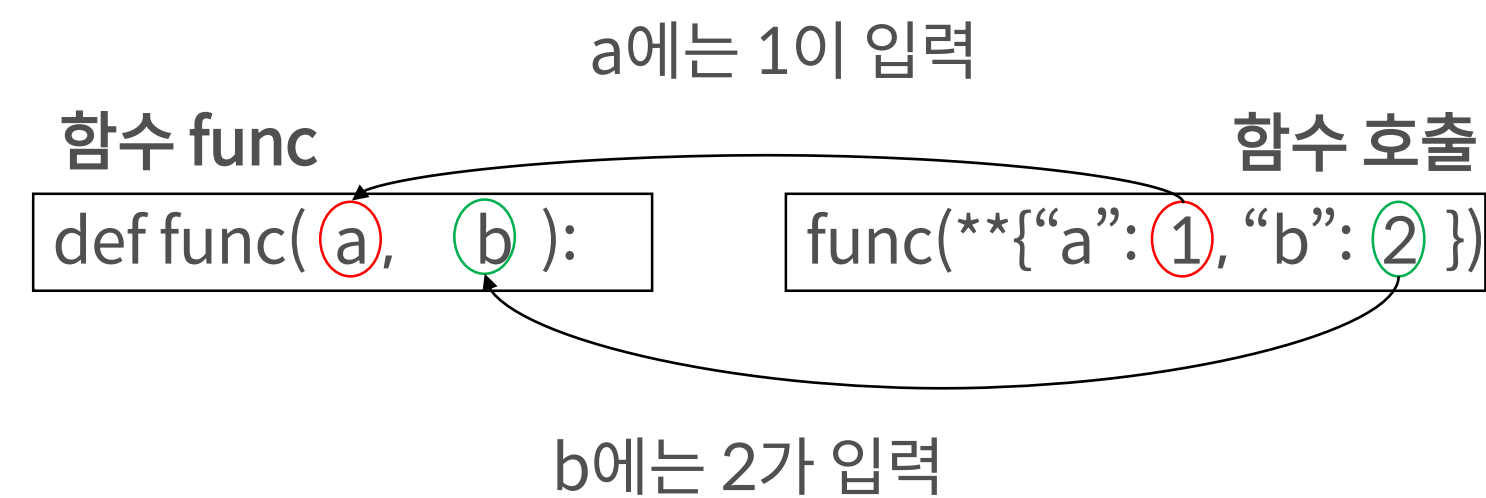 a에는 1이 입력
함수 func
함수 호출
def func( a, b ):
func(**{“a”: 1, “b”: 2 })
b에는 2가 입력